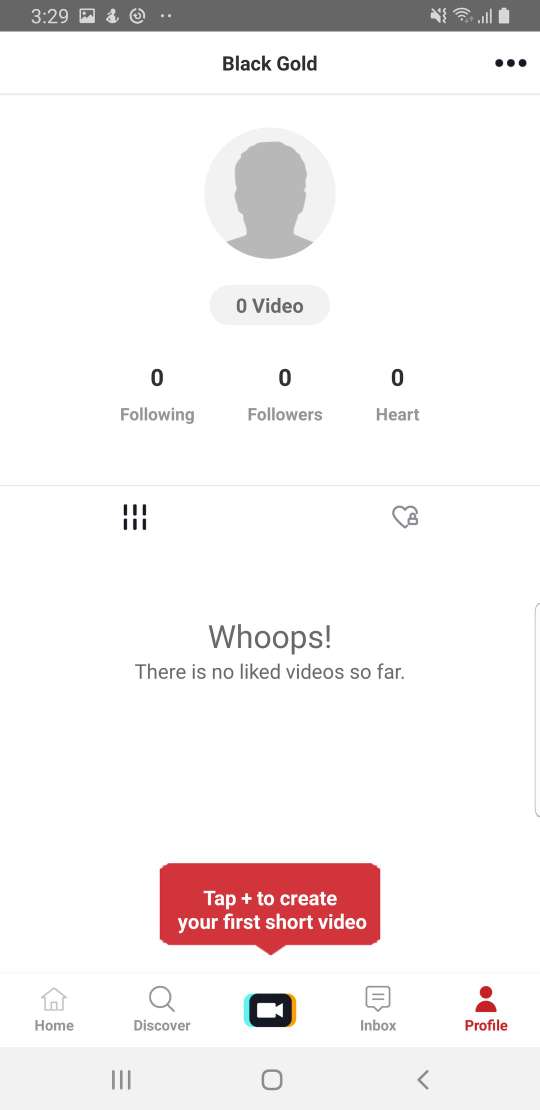 3:29
Black Gold
0 Video
0 0 0
Following Followers Heart
Whoops!
There is no liked videos so far.
Tap + to create
your first short video
Home Discover Inbox Profile